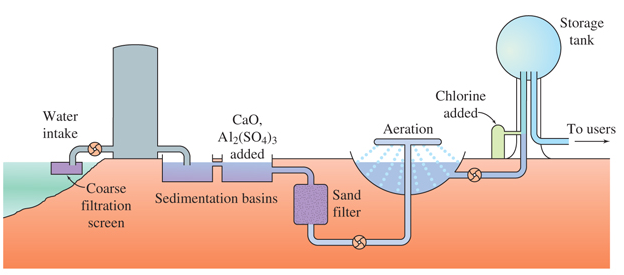 Water
intake
Coarse
filtration
screen
CaO,
Al₂(SO₄)₃
added
Sedimentation basins
Sand
filter
Aeration
Chlorine
added
Storage
tank
To users